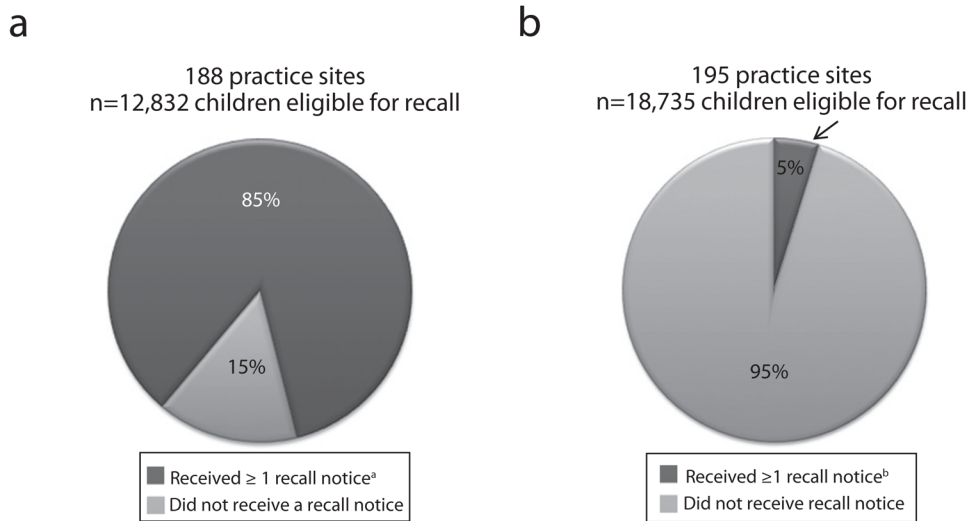 a
188 practice sites
n=12,832 children eligible for recall
85%
15%
Received ≥ 1 recall noticeᵃ
Did not receive a recall notice
b
195 practice sites
n=18,735 children eligible for recall
5%
95%
Received ≥1 recall noticeᵇ
Did not receive recall notice